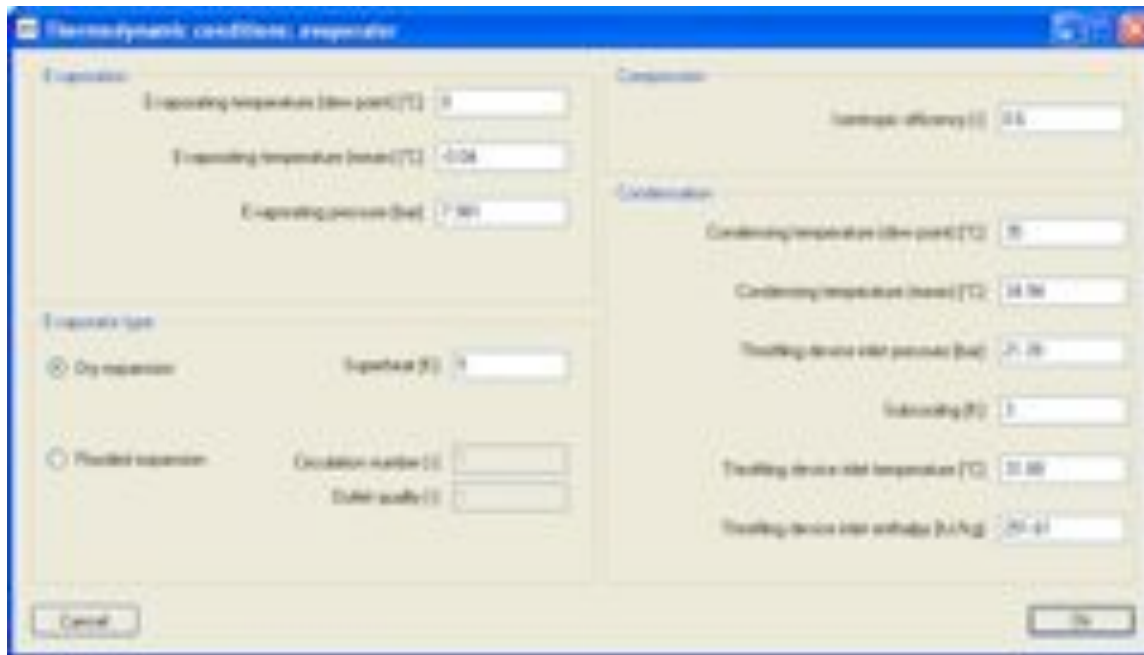 Thermodynamic conditions: evaporator
Evaporation
Evaporating temperature (dew point) [°C]
Evaporating temperature (mean) [°C]
Evaporating pressure [bar]
Evaporator type
Dry expansion
Superheat [K]
Flooded expansion
Circulation number [-]
Outlet quality [-]
Compression
Isentropic efficiency [-]
Condensation
Condensing temperature (dew point) [°C]
Condensing temperature (mean) [°C]
Throttling device inlet pressure [bar]
Subcooling [K]
Throttling device inlet temperature [°C]
Throttling device inlet enthalpy [kJ/kg]
Cancel
Ok